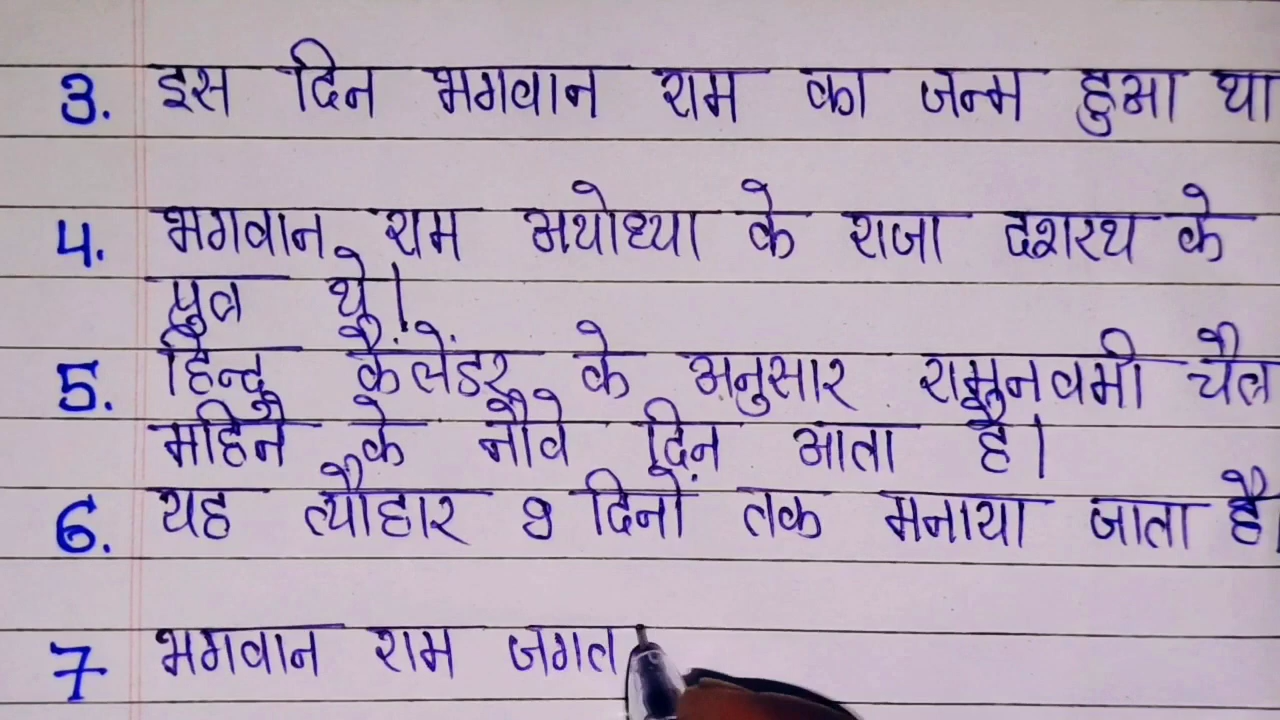 3. इस दिन भगवान राम का जन्म हुआ था
4. भगवान राम अयोध्या के राजा दशरथ के
पुत्र थे।
5. हिन्दु कैंलेंडर के अनुसार रामनवमी चैत्र
महिने के नौवे दिन आता है।
6. यह त्यौहार 9 दिनों तक मनाया जाता है।
7 भगवान राम जगत